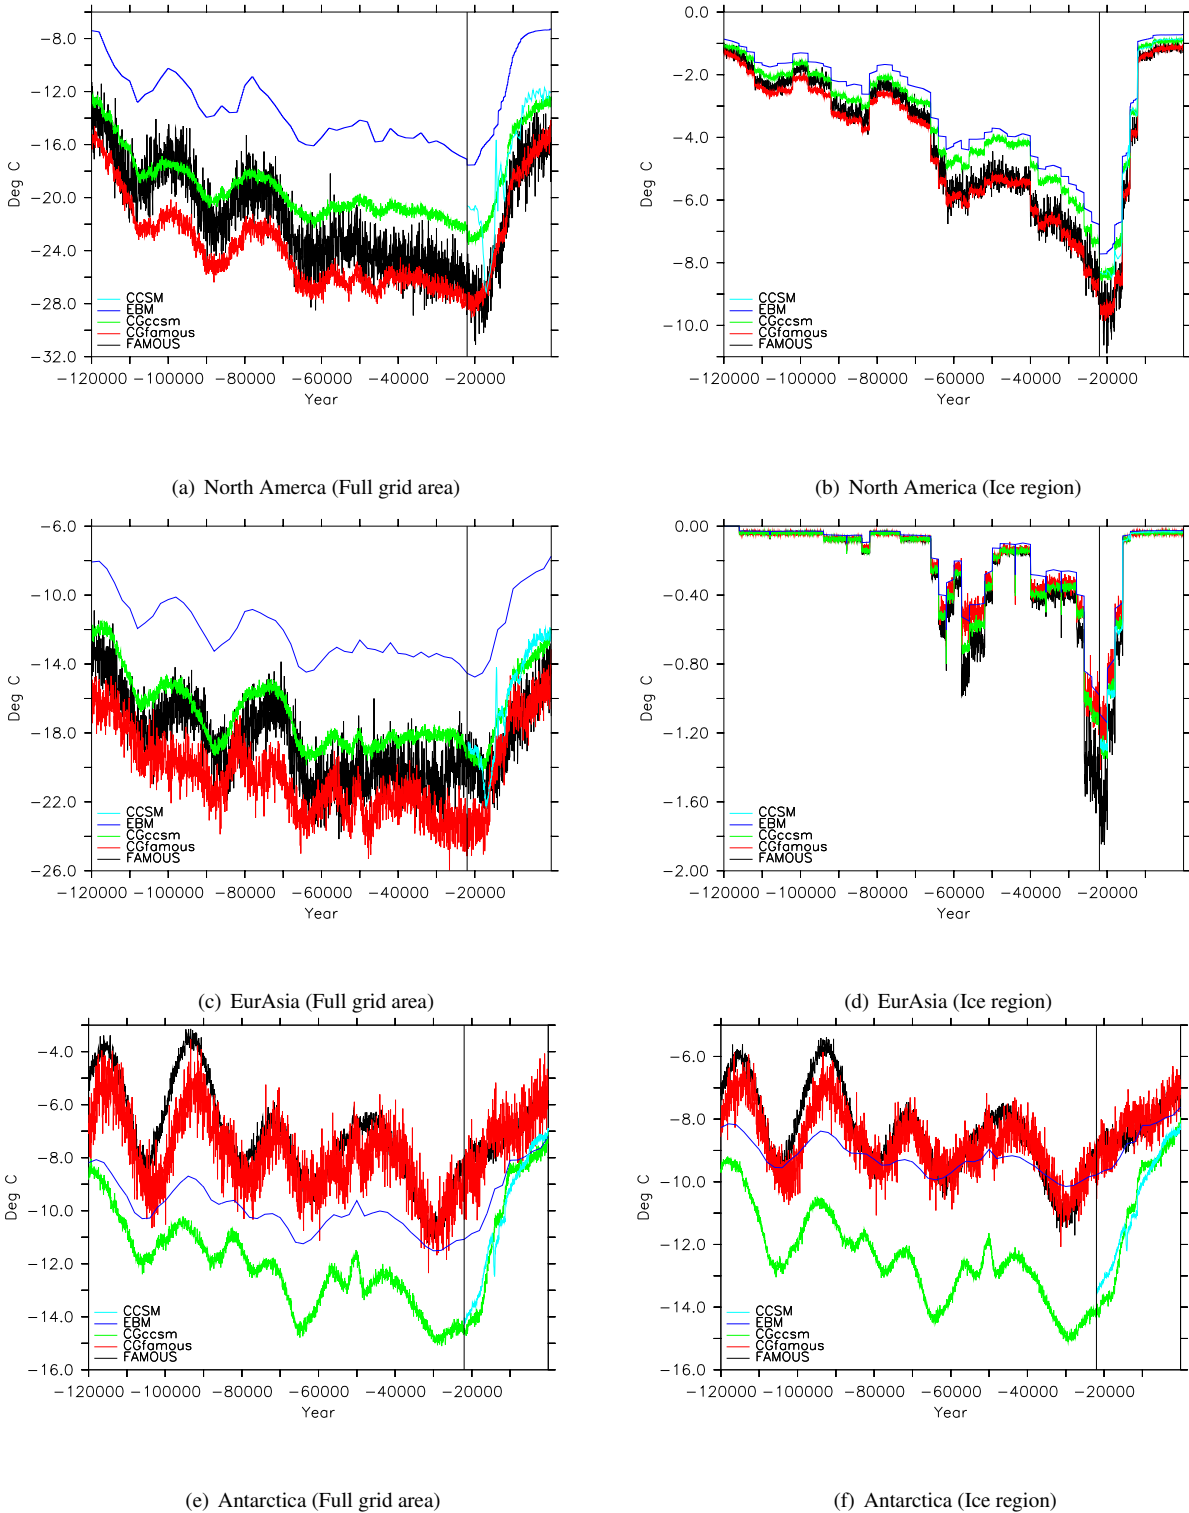 -8.0
-12.0
-16.0
-20.0
-24.0
-28.0
-32.0
Deg C
CCSM
EBM
CGccsm
CGfamous
FAMOUS
-120000 -100000 -80000 -60000 -40000 -20000
Year
(a) North Amerca (Full grid area)
0.0
-2.0
-4.0
-6.0
-8.0
-10.0
Deg C
CCSM
EBM
CGccsm
CGfamous
FAMOUS
-120000 -100000 -80000 -60000 -40000 -20000
Year
(b) North America (Ice region)
-6.0
-10.0
-14.0
-18.0
-22.0
-26.0
Deg C
CCSM
EBM
CGccsm
CGfamous
FAMOUS
-120000 -100000 -80000 -60000 -40000 -20000
Year
(c) EurAsia (Full grid area)
0.00
-0.40
-0.80
-1.20
-1.60
-2.00
Deg C
CCSM
EBM
CGccsm
CGfamous
FAMOUS
-120000 -100000 -80000 -60000 -40000 -20000
Year
(d) EurAsia (Ice region)
-4.0
-6.0
-8.0
-10.0
-12.0
-14.0
-16.0
Deg C
CCSM
EBM
CGccsm
CGfamous
FAMOUS
-120000 -100000 -80000 -60000 -40000 -20000
Year
(e) Antarctica (Full grid area)
-6.0
-8.0
-10.0
-12.0
-14.0
-16.0
Deg C
CCSM
EBM
CGccsm
CGfamous
FAMOUS
-120000 -100000 -80000 -60000 -40000 -20000
Year
(f) Antarctica (Ice region)